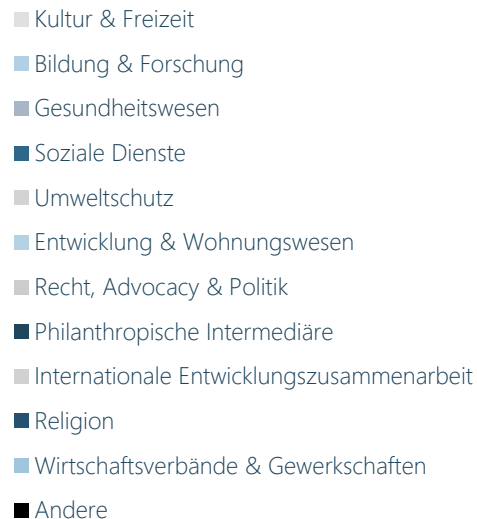 Kultur & Freizeit
Bildung & Forschung
Gesundheitswesen
Soziale Dienste
Umweltschutz
Entwicklung & Wohnungswesen
Recht, Advocacy & Politik
Philanthropische Intermediäre
Internationale Entwicklungszusammenarbeit
Religion
Wirtschaftsverbände & Gewerkschaften
Andere